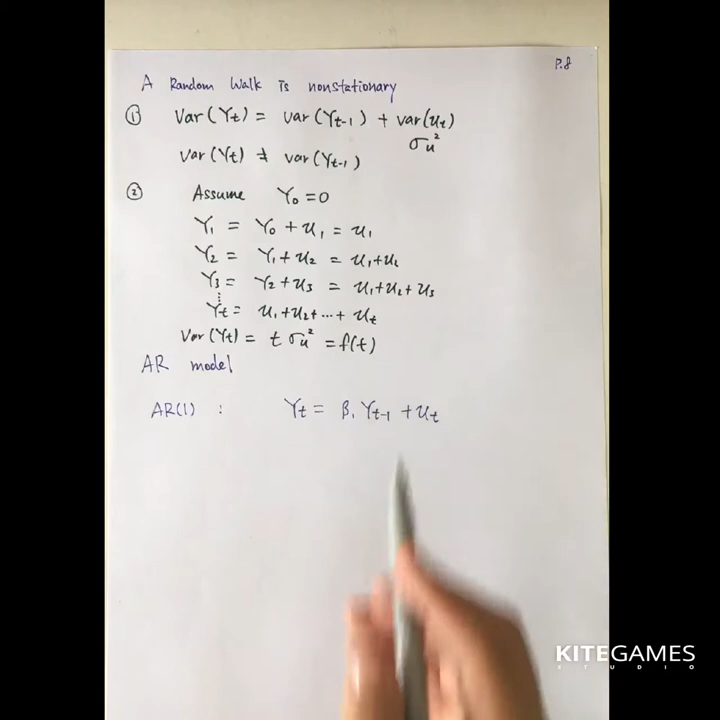 P.8
A Random Walk is nonstationary
① Var(Yt) = var(Yt-1) + var(ut)
σu²
Var(Yt) ≠ var(Yt-1)
② Assume Y₀ = 0
Y₁ = Y₀ + u₁ = u₁
Y₂ = Y₁ + u₂ = u₁+u₂
Y₃ = Y₂ + u₃ = u₁+u₂+u₃
⋮
Yt = u₁+u₂+...+ ut
Var(Yt) = t σu² = f(t)
AR model
AR(1) : Yt = β₁ Yt-1 + ut
KITEGAMES
STUDIO